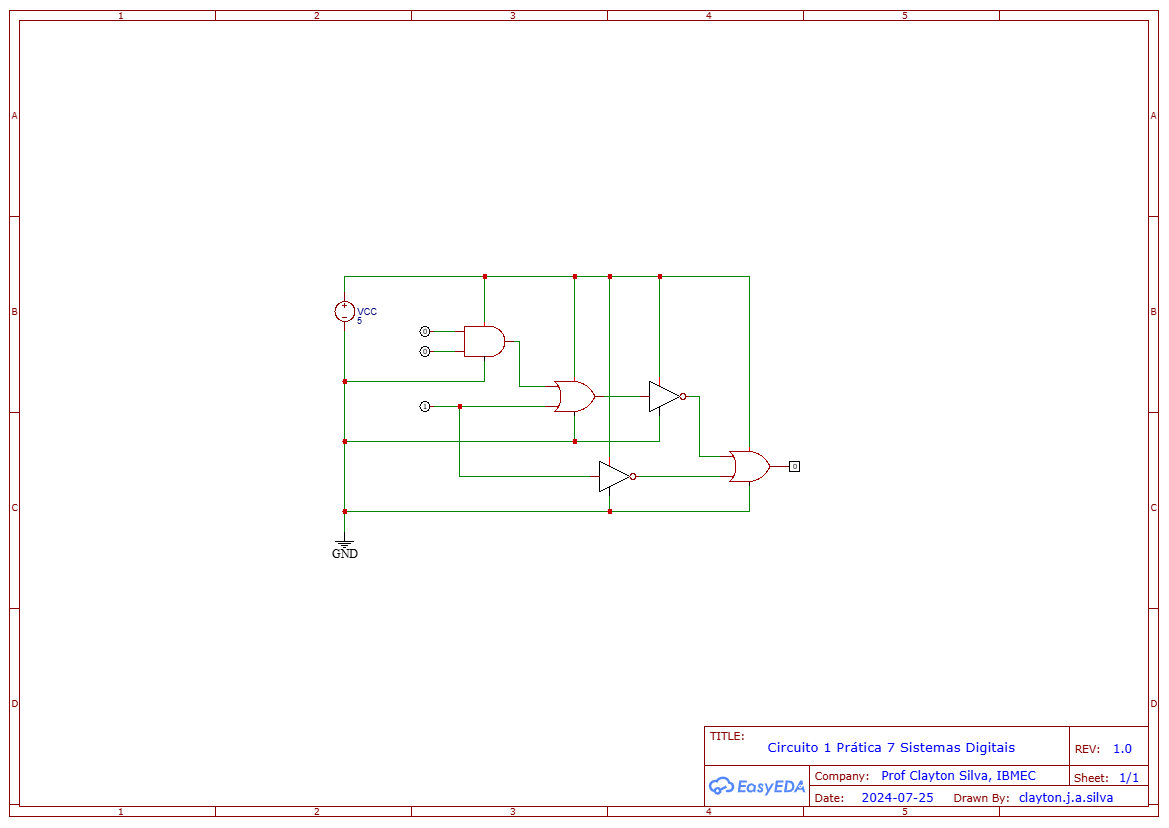 1 2 3 4 5
A A
VCC
5
B B
0
0
1
0
C C
GND
D D
TITLE:
Circuito 1 Prática 7 Sistemas Digitais
REV: 1.0
EasyEDA
Company: Prof Clayton Silva, IBMEC
Sheet: 1/1
Date: 2024-07-25 Drawn By: clayton.j.a.silva
1 2 3 4 5